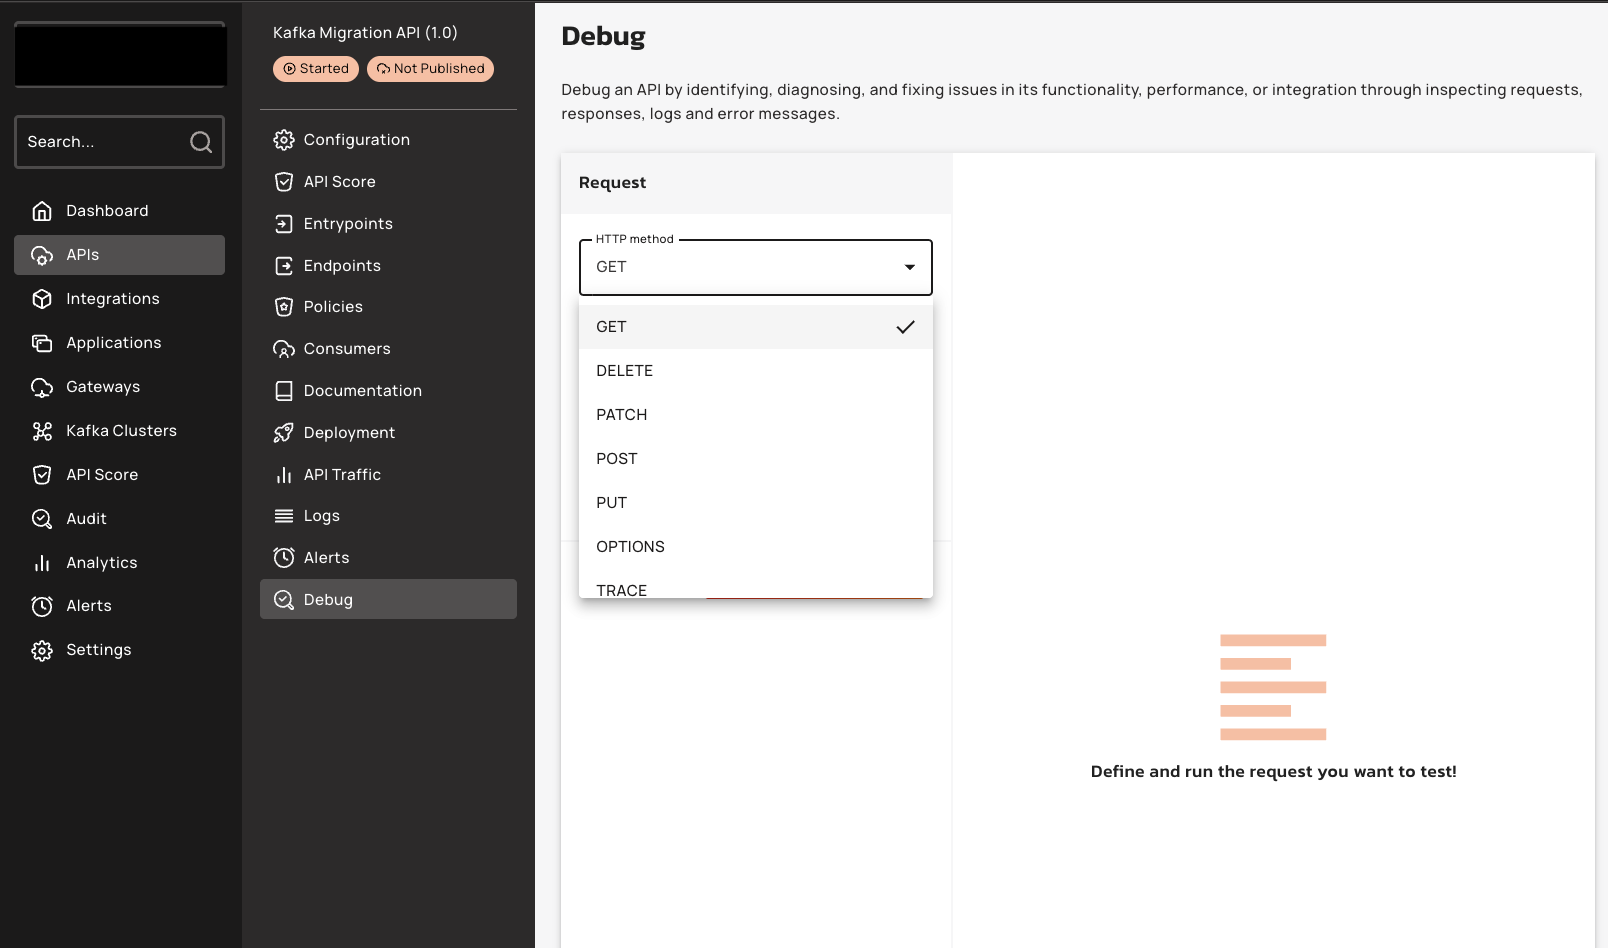 Search...
Dashboard
APIs
Integrations
Applications
Gateways
Kafka Clusters
API Score
Audit
Analytics
Alerts
Settings
Kafka Migration API (1.0)
Started
Not Published
Configuration
API Score
Entrypoints
Endpoints
Policies
Consumers
Documentation
Deployment
API Traffic
Logs
Alerts
Debug
Debug
Debug an API by identifying, diagnosing, and fixing issues in its functionality, performance, or integration through inspecting requests,
responses, logs and error messages.
Request
HTTP method
GET
GET
DELETE
PATCH
POST
PUT
OPTIONS
TRACE
Define and run the request you want to test!